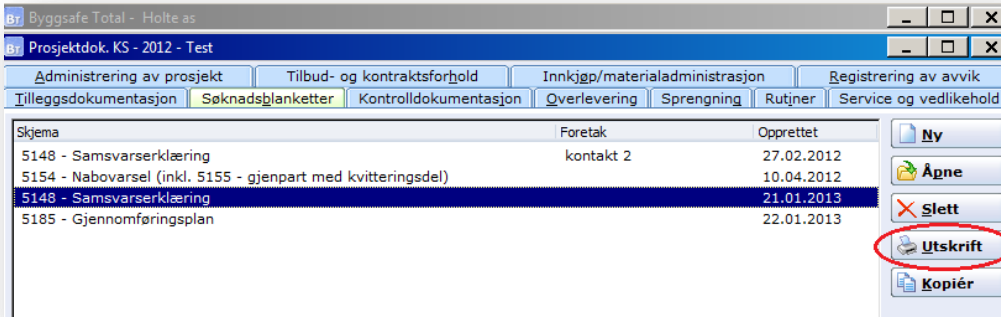 BT Byggsafe Total - Holte as
BT Prosjektdok. KS - 2012 - Test
Administrering av prosjekt Tilbud- og kontraktsforhold Innkjøp/materialadministrasjon Registrering av avvik
Tilleggsdokumentasjon Søknadsblanketter Kontrolldokumentasjon Overlevering Sprengning Rutiner Service og vedlikehold
Skjema Foretak Opprettet
Ny
5148 - Samsvarserklæring kontakt 2 27.02.2012
5154 - Nabovarsel (inkl. 5155 - gjenpart med kvitteringsdel) 10.04.2012
Åpne
5148 - Samsvarserklæring 21.01.2013
Slett
5185 - Gjennomføringsplan 22.01.2013
Utskrift
Kopiér